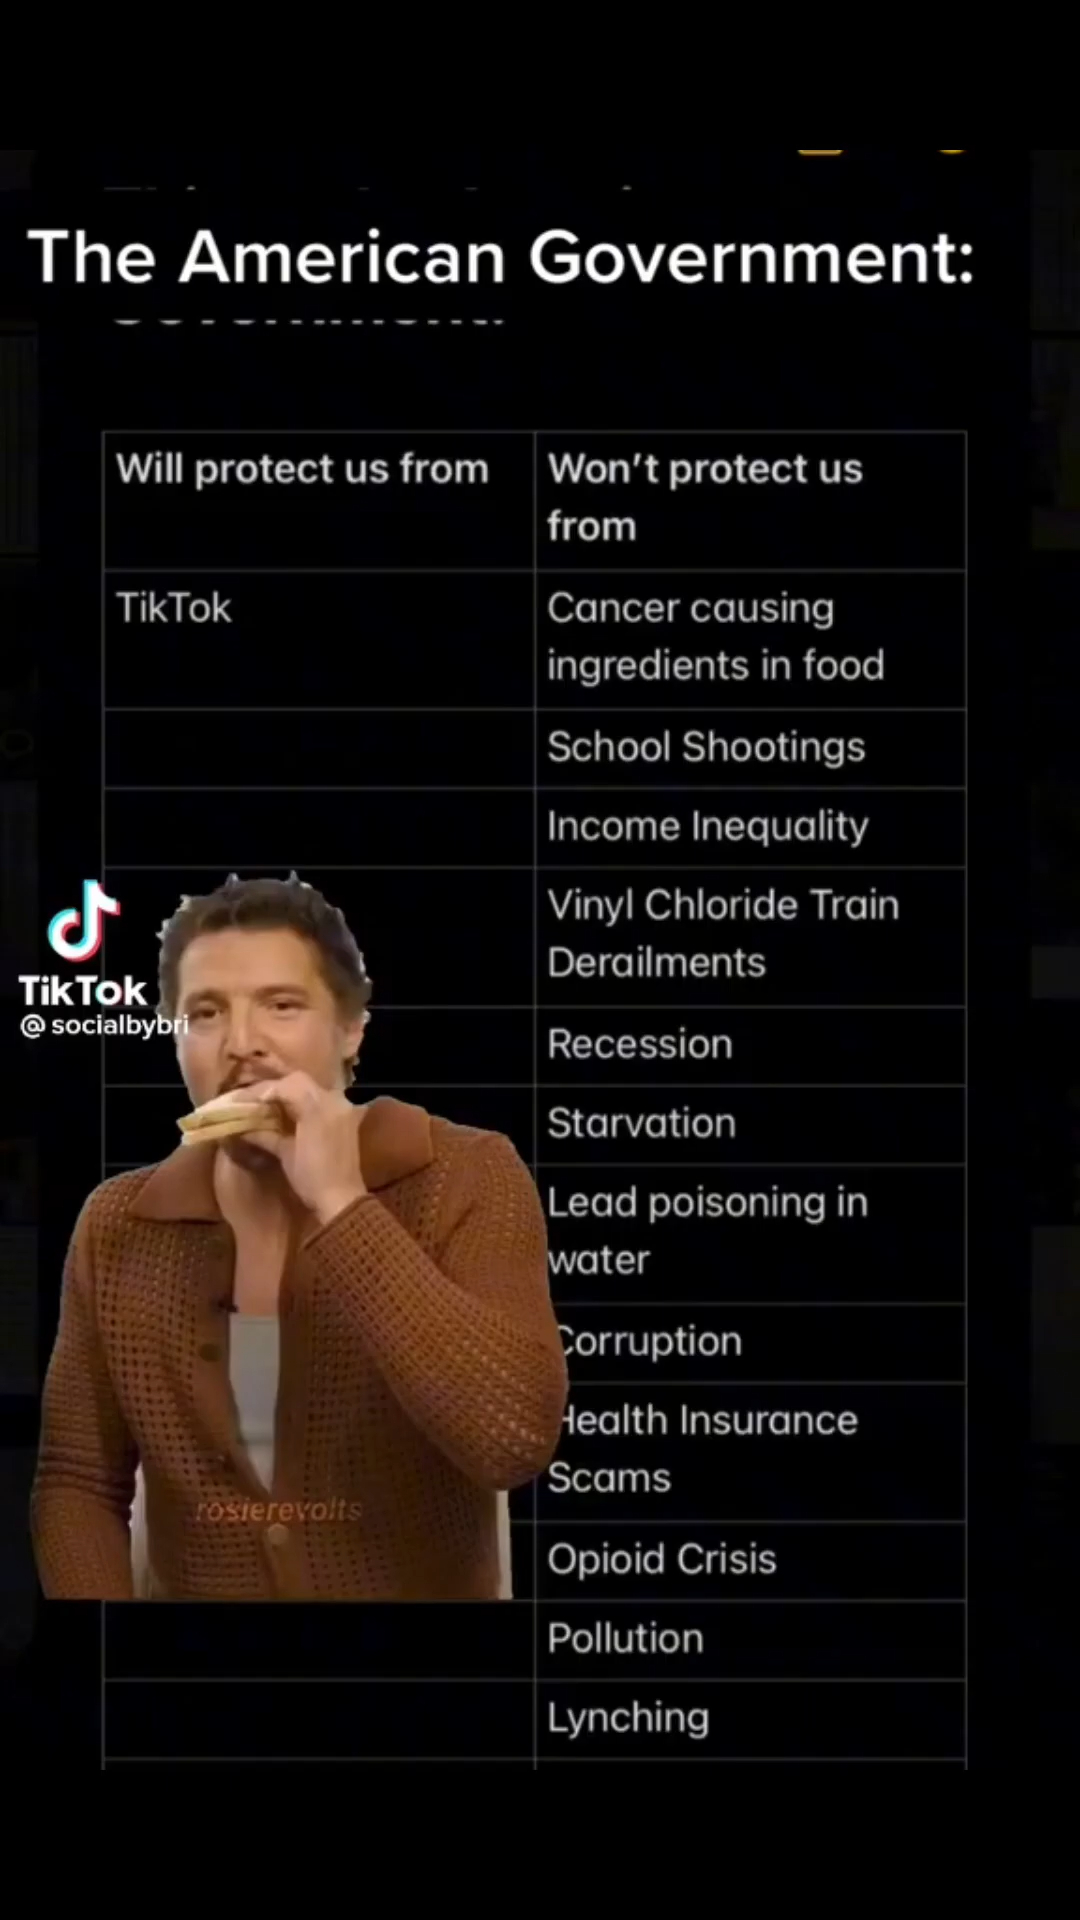 The American Government:
Will protect us from
Won't protect us
from
TikTok
Cancer causing
ingredients in food
School Shootings
Income Inequality
Vinyl Chloride Train
Derailments
TikTok
@socialbybri
Recession
Starvation
Lead poisoning in
water
Corruption
Health Insurance
Scams
rosierevolts
Opioid Crisis
Pollution
Lynching